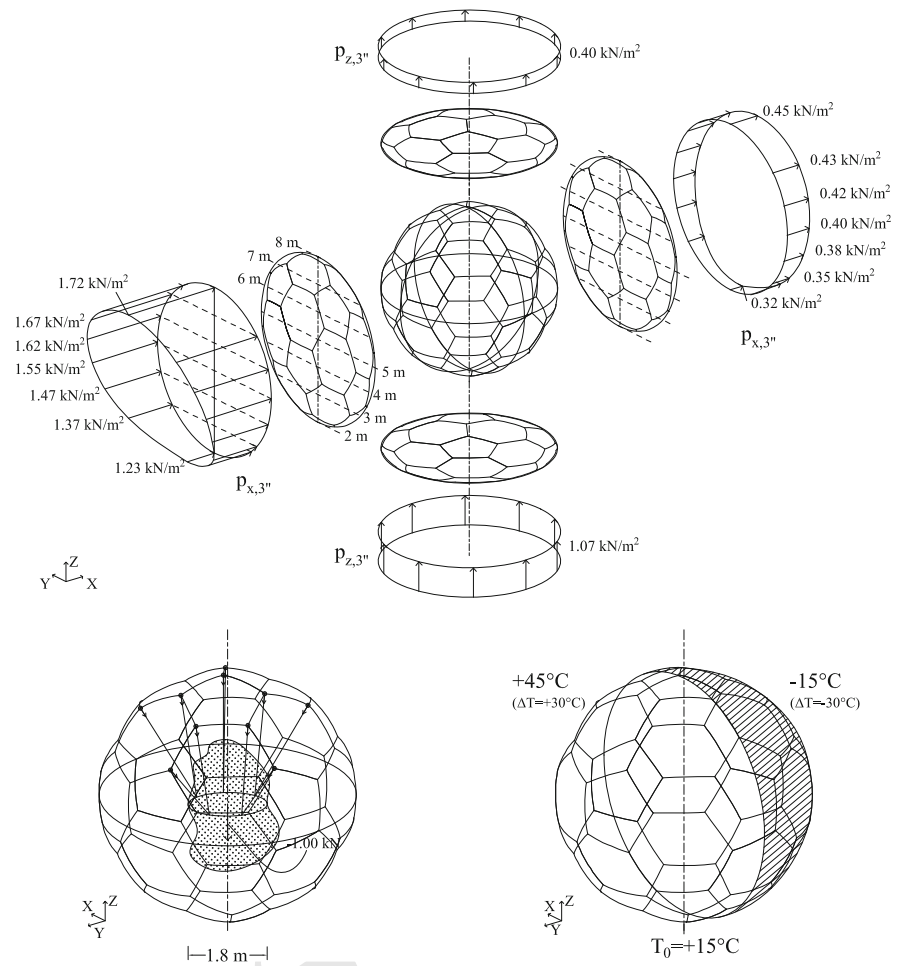 p_z,3" 0.40 kN/m²
0.45 kN/m²
0.43 kN/m²
0.42 kN/m²
0.40 kN/m²
0.38 kN/m²
0.35 kN/m²
0.32 kN/m²
p_x,3"
8 m
7 m
6 m
5 m
4 m
3 m
2 m
1.72 kN/m²
1.67 kN/m²
1.62 kN/m²
1.55 kN/m²
1.47 kN/m²
1.37 kN/m²
1.23 kN/m²
p_x,3"
p_z,3" 1.07 kN/m²
Z
Y X
-1.00 kN
X Z
Y
1.8 m
+45°C
(ΔT=+30°C)
-15°C
(ΔT=-30°C)
X Z
Y
T₀=+15°C